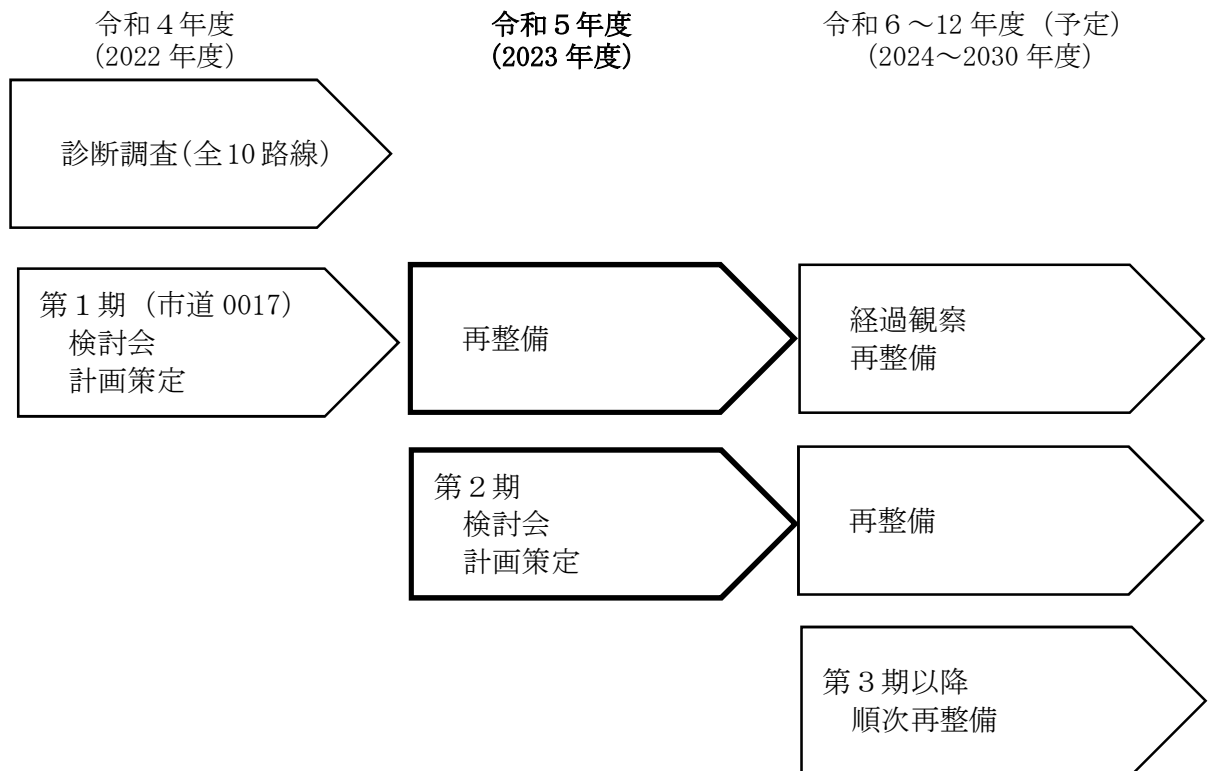 令和４年度
(2022 年度)
令和５年度
(2023 年度)
令和６～12 年度（予定）
(2024～2030 年度)
診断調査(全10路線)
第１期（市道 0017）
検討会
計画策定
再整備
経過観察
再整備
第２期
検討会
計画策定
再整備
第３期以降
順次再整備